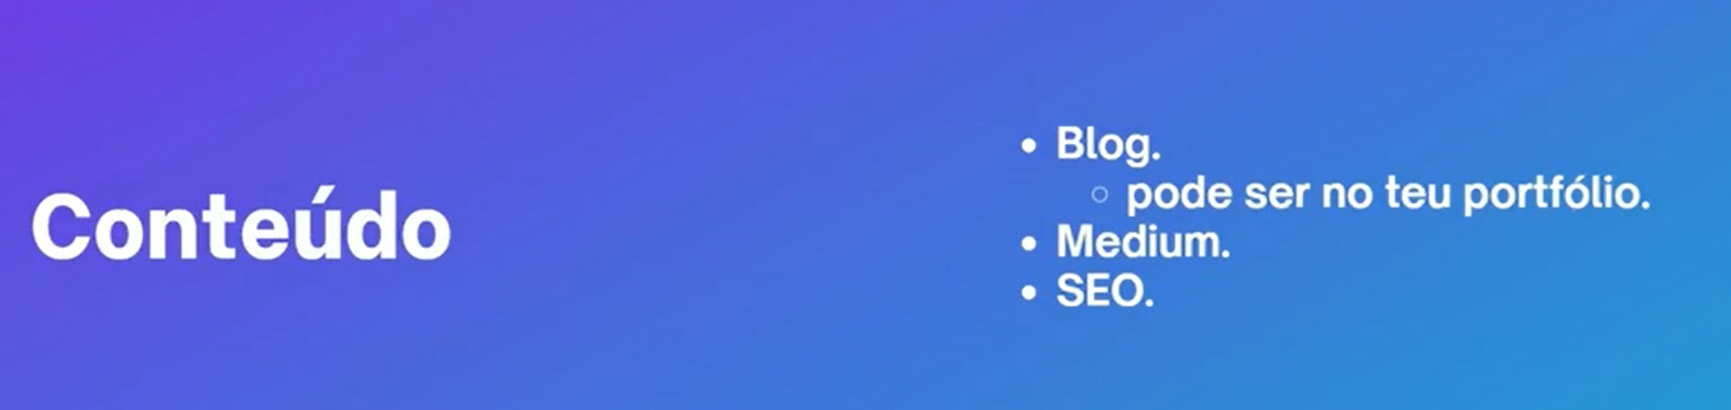 Conteúdo
• Blog.
○ pode ser no teu portfólio.
• Medium.
• SEO.